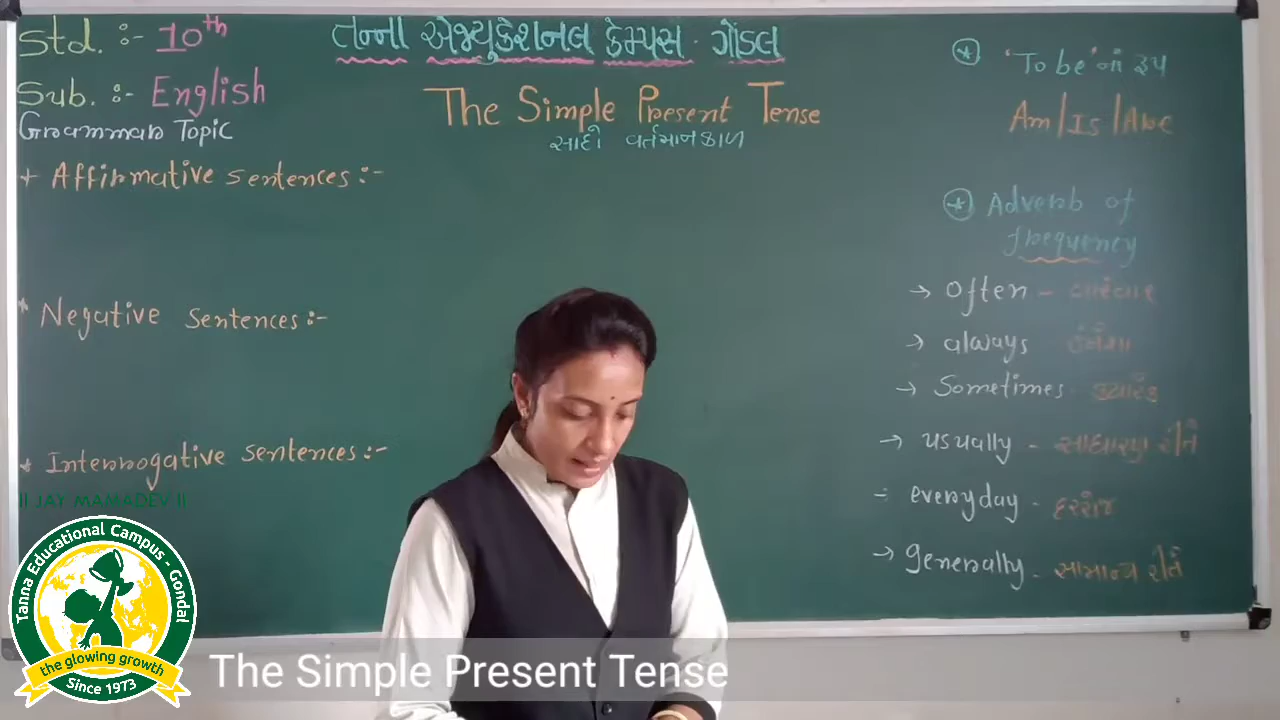 Std. :- 10th
Sub. :- English
Grammar Topic
તન્ના એજ્યુકેશનલ કેમ્પસ - ગોંડલ
The Simple Present Tense
સાદો વર્તમાનકાળ
+ Affirmative sentences :-
* Negative sentences :-
* Interrogative sentences :-
* 'To be' નાં રૂપ
Am/Is/Are
* Adverb of
frequency
→ Often - વારંવાર
→ always હંમેશા
→ Sometimes - ક્યારેક
→ usually - સાધારણ રીતે
- everyday - દરરોજ
→ generally - સામાન્ય રીતે
|| JAY MAMADEV ||
Tanna Educational Campus - Gondal
the glowing growth
Since 1973
The Simple Present Tense